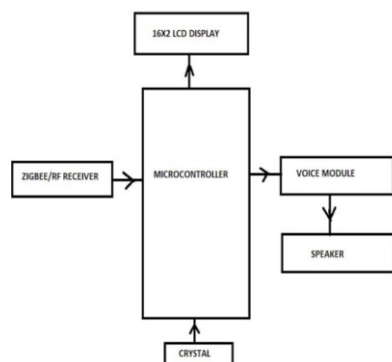 16X2 LCD DISPLAY
ZIGBEE/RF RECEIVER
MICROCONTROLLER
VOICE MODULE
SPEAKER
CRYSTAL